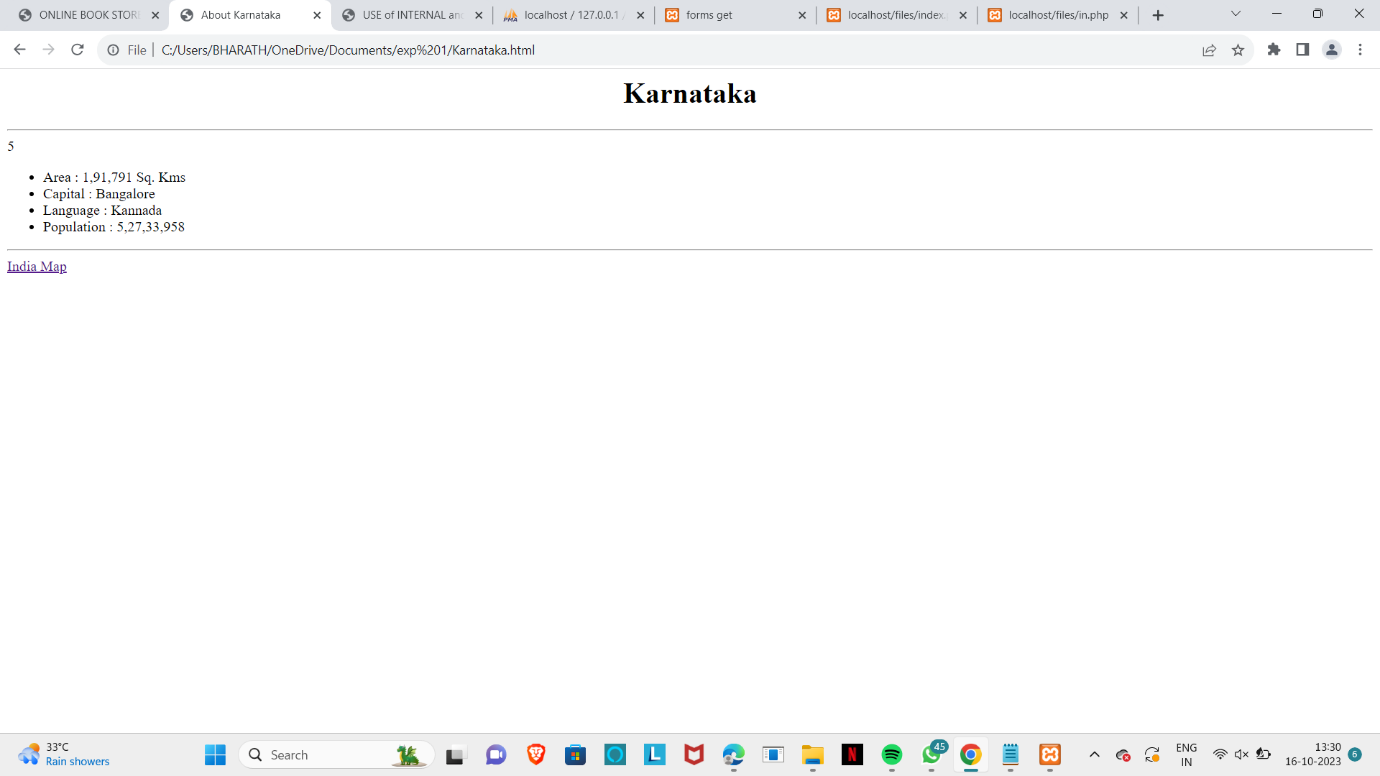 ONLINE BOOK STOR
About Karnataka
USE of INTERNAL an
localhost / 127.0.0.1 /
forms get
localhost/files/index.
localhost/files/in.php
File
C:/Users/BHARATH/OneDrive/Documents/exp%201/Karnataka.html
Karnataka
5
• Area : 1,91,791 Sq. Kms
• Capital : Bangalore
• Language : Kannada
• Population : 5,27,33,958
India Map
33°C
Rain showers
Search
L
N
45
ENG
IN
13:30
16-10-2023
6